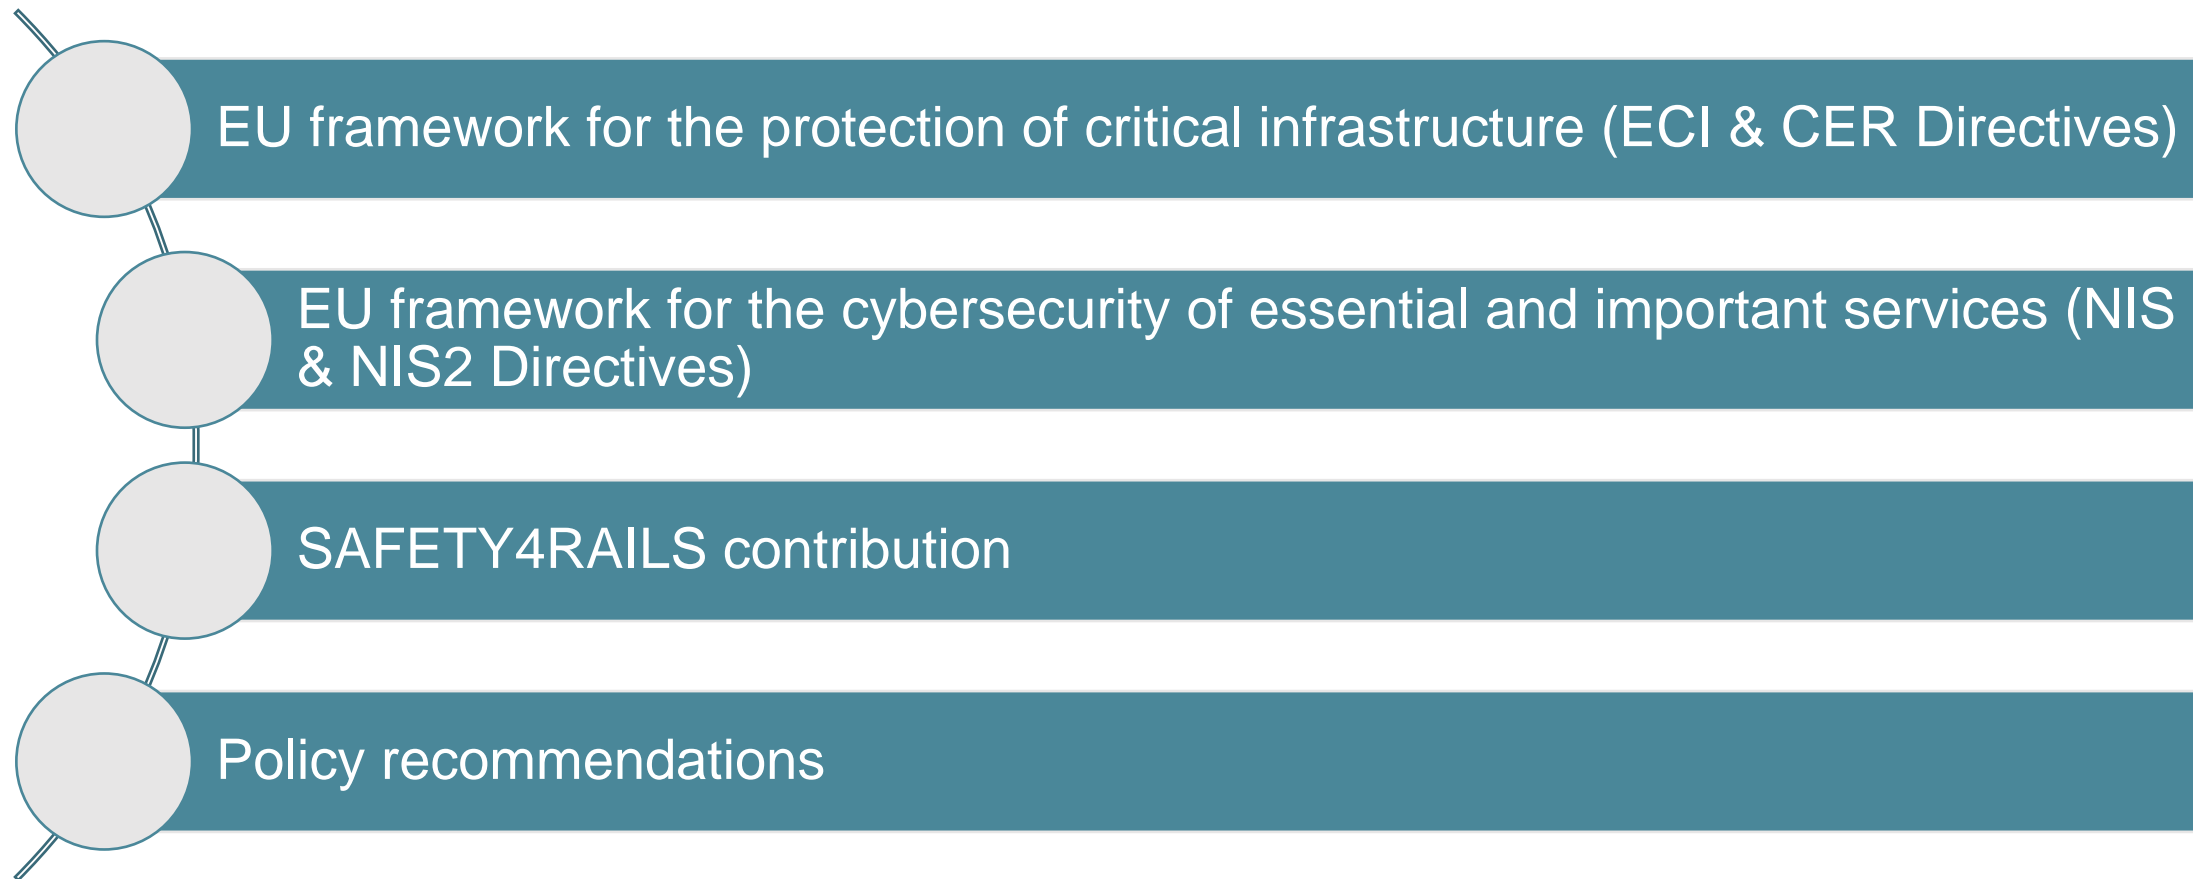 EU framework for the protection of critical infrastructure (ECI & CER Directives)
EU framework for the cybersecurity of essential and important services (NIS
& NIS2 Directives)
SAFETY4RAILS contribution
Policy recommendations